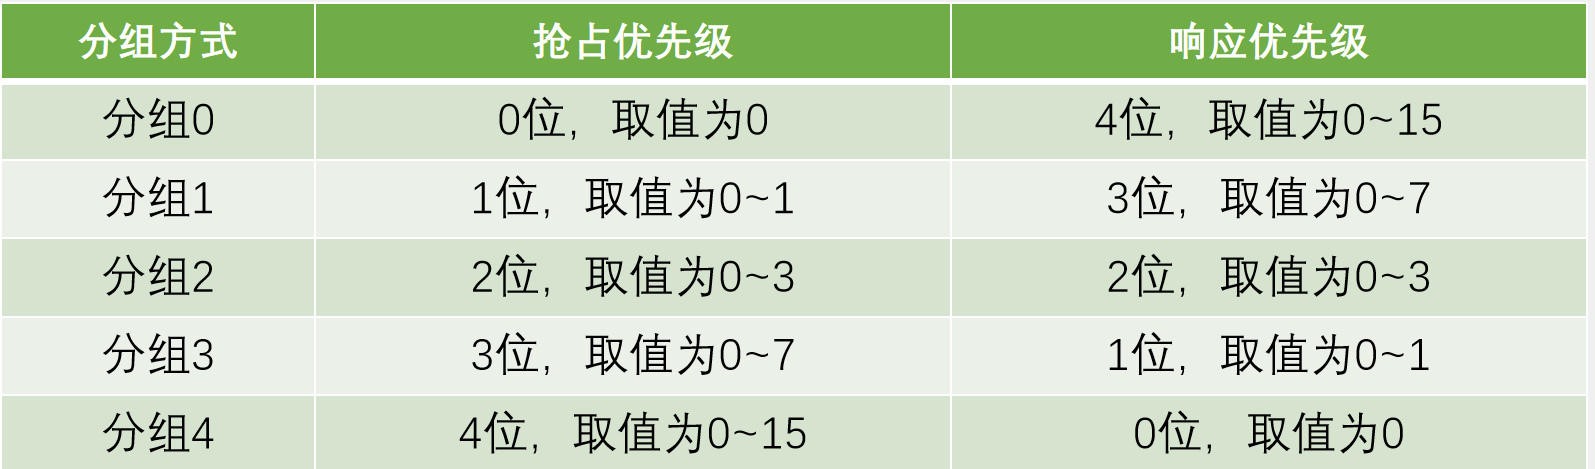 分组方式 抢占优先级 响应优先级
分组0 0位，取值为0 4位，取值为0~15
分组1 1位，取值为0~1 3位，取值为0~7
分组2 2位，取值为0~3 2位，取值为0~3
分组3 3位，取值为0~7 1位，取值为0~1
分组4 4位，取值为0~15 0位，取值为0